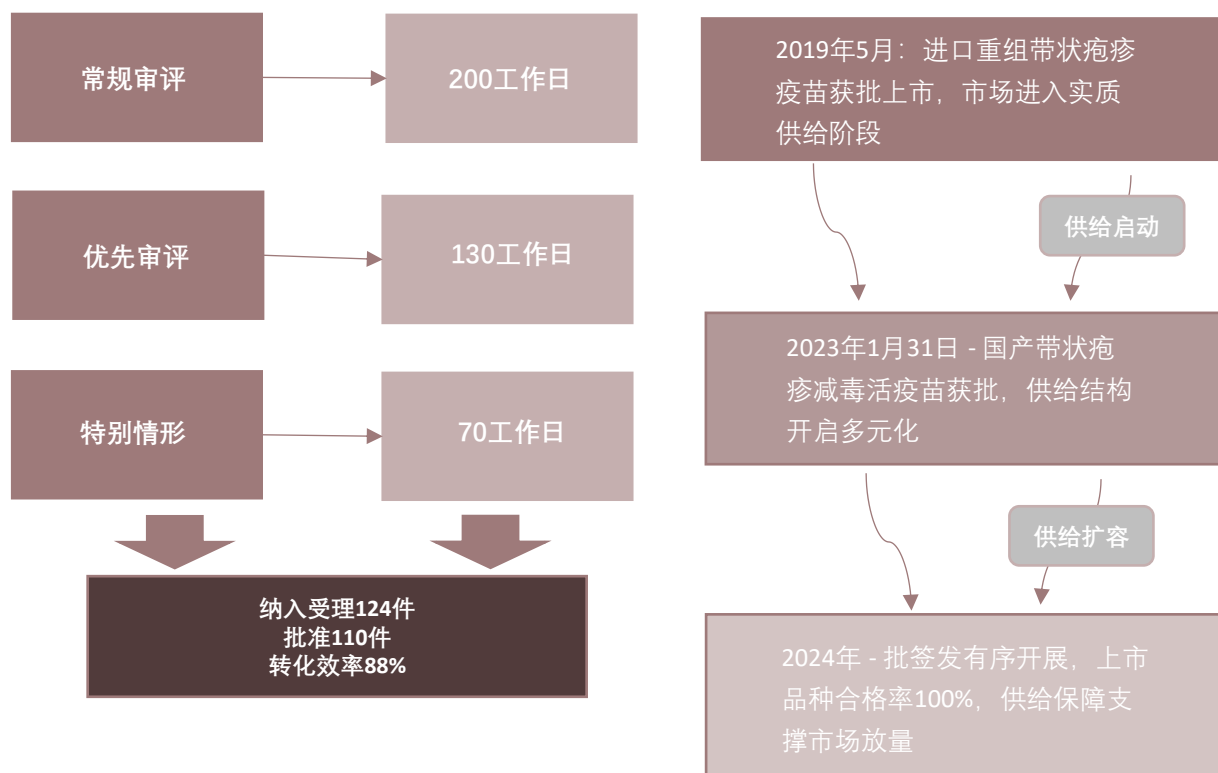 常规审评
200工作日
优先审评
130工作日
特别情形
70工作日
纳入受理124件
批准110件
转化效率88%
2019年5月：进口重组带状疱疹
疫苗获批上市，市场进入实质
供给阶段
供给启动
2023年1月31日 - 国产带状疱
疹减毒活疫苗获批，供给结构
开启多元化
供给扩容
2024年 - 批签发有序开展，上市
品种合格率100%，供给保障支
撑市场放量